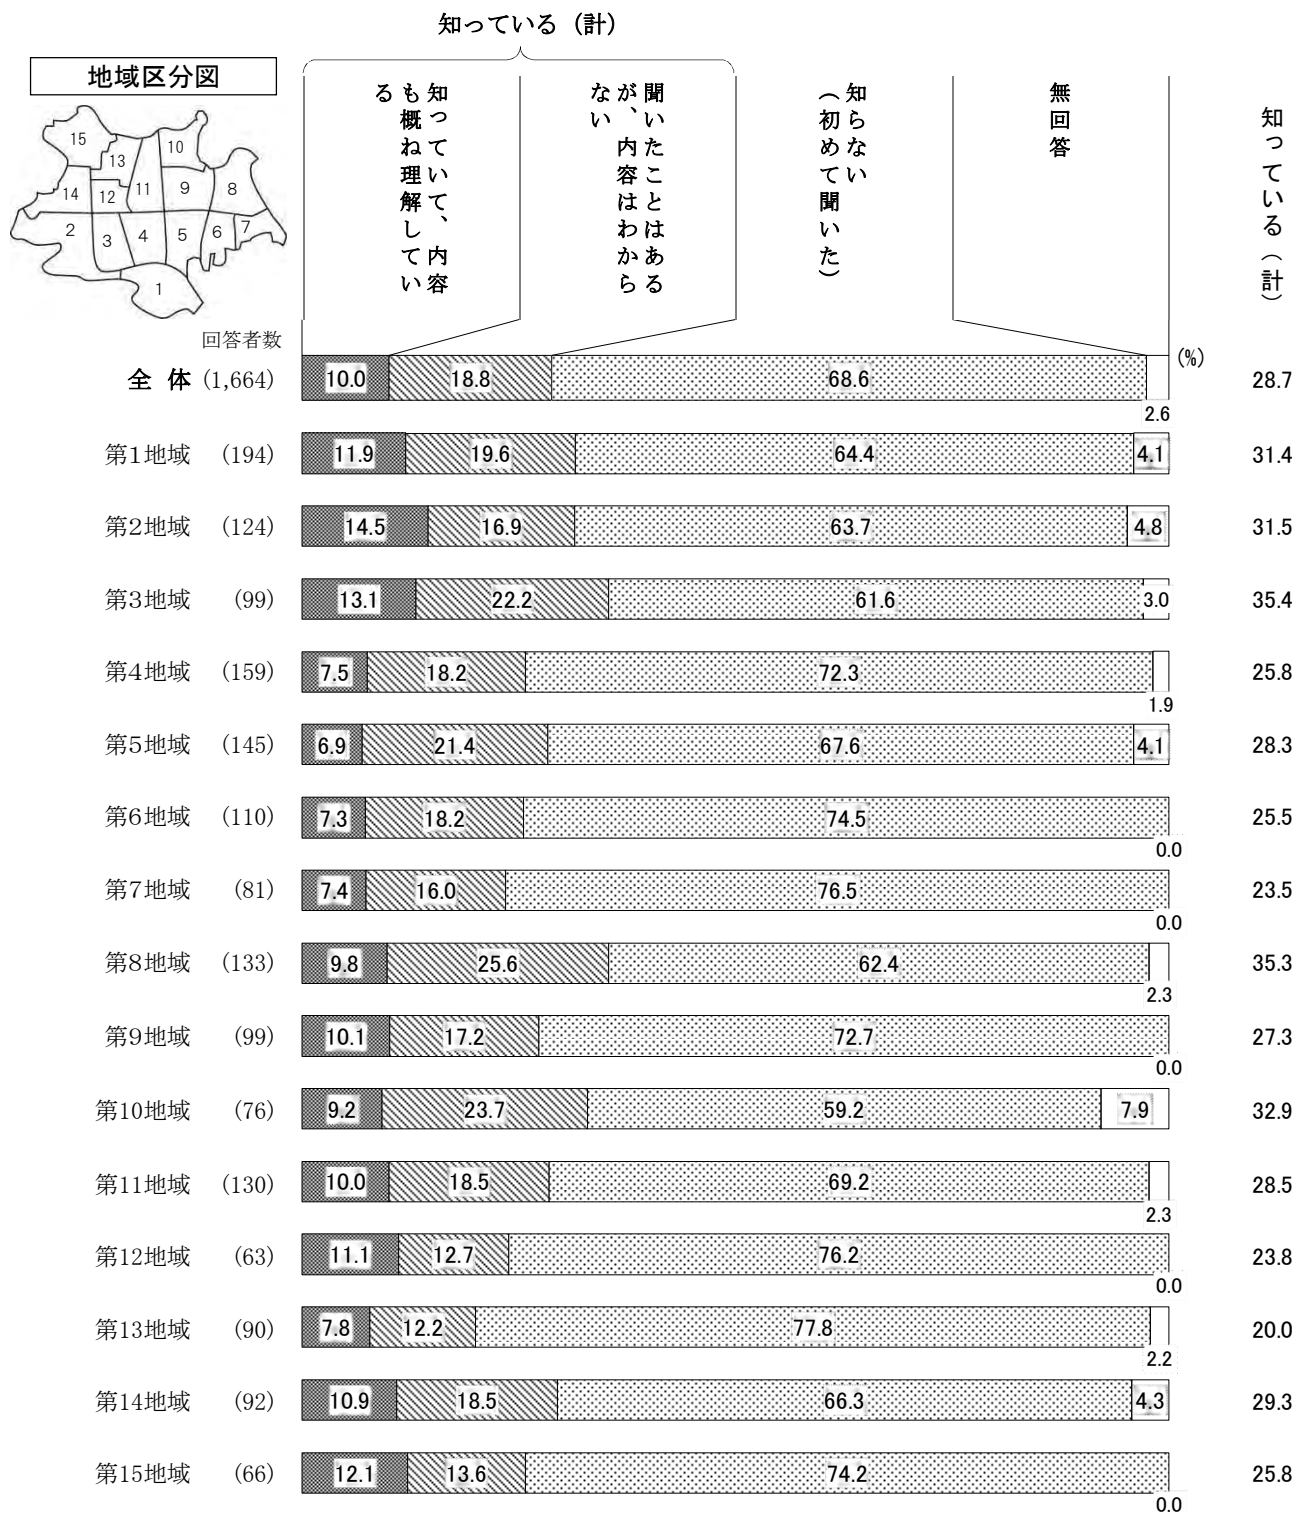 知っている（計）
地域区分図
15
13
10
14
12
11
9
8
2
3
4
5
6
7
1
知っていて、内容
も概ね理解してい
る
聞いたことはある
が、内容はわから
ない
知らない
（初めて聞いた）
無回答
知っている（計）
回答者数
(%)
全 体 (1,664) 10.0 18.8 68.6 2.6 28.7
第1地域 (194) 11.9 19.6 64.4 4.1 31.4
第2地域 (124) 14.5 16.9 63.7 4.8 31.5
第3地域 (99) 13.1 22.2 61.6 3.0 35.4
第4地域 (159) 7.5 18.2 72.3 1.9 25.8
第5地域 (145) 6.9 21.4 67.6 4.1 28.3
第6地域 (110) 7.3 18.2 74.5 0.0 25.5
第7地域 (81) 7.4 16.0 76.5 0.0 23.5
第8地域 (133) 9.8 25.6 62.4 2.3 35.3
第9地域 (99) 10.1 17.2 72.7 0.0 27.3
第10地域 (76) 9.2 23.7 59.2 7.9 32.9
第11地域 (130) 10.0 18.5 69.2 2.3 28.5
第12地域 (63) 11.1 12.7 76.2 0.0 23.8
第13地域 (90) 7.8 12.2 77.8 2.2 20.0
第14地域 (92) 10.9 18.5 66.3 4.3 29.3
第15地域 (66) 12.1 13.6 74.2 0.0 25.8